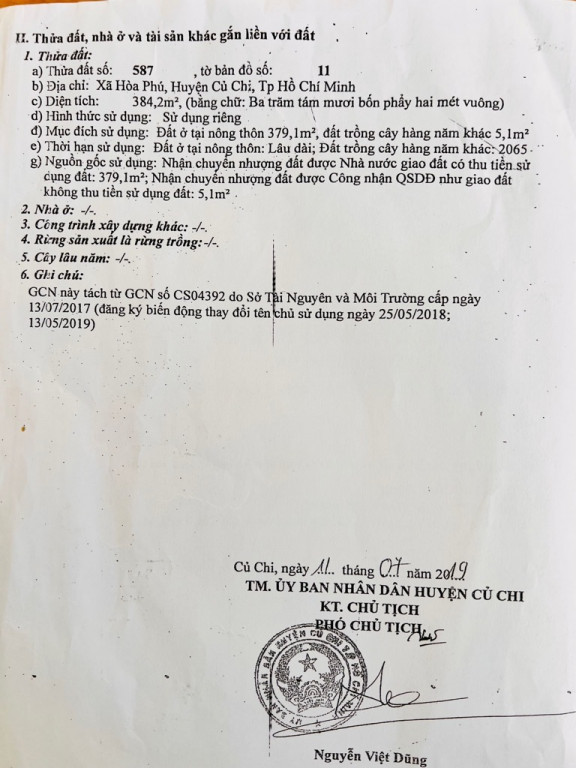 II. Thửa đất, nhà ở và tài sản khác gắn liền với đất
1. Thửa đất:
a) Thửa đất số: 587 , tờ bản đồ số: 11
b) Địa chỉ: Xã Hòa Phú, Huyện Củ Chi, Tp Hồ Chí Minh
c) Diện tích: 384,2m², (bằng chữ: Ba trăm tám mươi bốn phẩy hai mét vuông)
d) Hình thức sử dụng: Sử dụng riêng
đ) Mục đích sử dụng: Đất ở tại nông thôn 379,1m², đất trồng cây hàng năm khác 5,1m²
e) Thời hạn sử dụng: Đất ở tại nông thôn: Lâu dài; Đất trồng cây hàng năm khác: 2065
g) Nguồn gốc sử dụng: Nhận chuyển nhượng đất được Nhà nước giao đất có thu tiền sử
dụng đất: 379,1m²; Nhận chuyển nhượng đất được Công nhận QSDĐ như giao đất
không thu tiền sử dụng đất: 5,1m²
2. Nhà ở: -/-.
3. Công trình xây dựng khác: -/-.
4. Rừng sản xuất là rừng trồng:-/-.
5. Cây lâu năm: -/-.
6. Ghi chú:
GCN này tách từ GCN số CS04392 do Sở Tài Nguyên và Môi Trường cấp ngày
13/07/2017 (đăng ký biến động thay đổi tên chủ sử dụng ngày 25/05/2018;
13/05/2019)
Củ Chi, ngày 11 tháng 07 năm 2019
TM. ỦY BAN NHÂN DÂN HUYỆN CỦ CHI
KT. CHỦ TỊCH
PHÓ CHỦ TỊCH
ỦY BAN NHÂN DÂN HUYỆN CỦ CHI TP HỒ CHÍ MINH
Nguyễn Việt Dũng